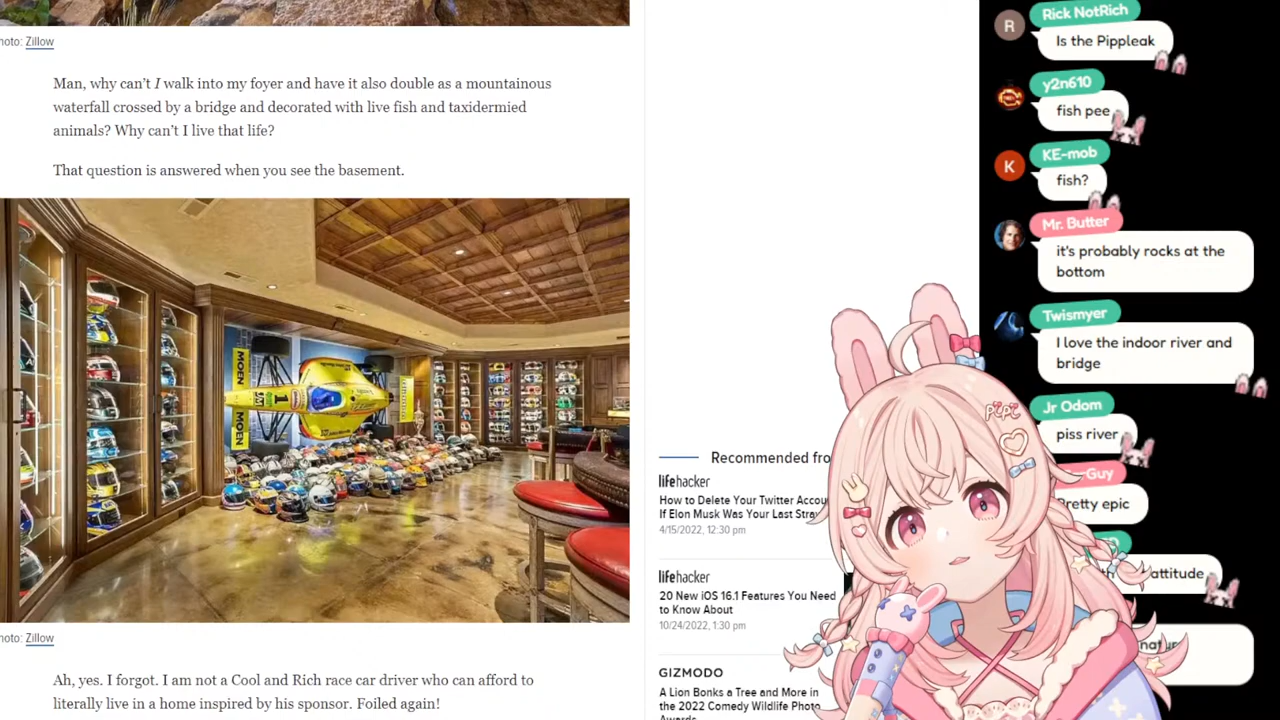 hoto: Zillow
Man, why can't I walk into my foyer and have it also double as a mountainous
waterfall crossed by a bridge and decorated with live fish and taxidermied
animals? Why can't I live that life?
That question is answered when you see the basement.
MOEN
MOEN
hoto: Zillow
Ah, yes. I forgot. I am not a Cool and Rich race car driver who can afford to
literally live in a home inspired by his sponsor. Foiled again!
Recommended fro
lifehacker
How to Delete Your Twitter Accou
If Elon Musk Was Your Last Stra
4/15/2022, 12:30 pm
lifehacker
20 New iOS 16.1 Features You Need
to Know About
10/24/2022, 1:30 pm
GIZMODO
A Lion Bonks a Tree and More in
the 2022 Comedy Wildlife Photo
Awards
pipi
R
Rick NotRich
Is the Pippleak
y2n610
fish pee
K
KE-mob
fish?
Mr. Butter
it's probably rocks at the
bottom
Twismyer
I love the indoor river and
bridge
Jr Odom
piss river
Guy
Pretty epic
attitude